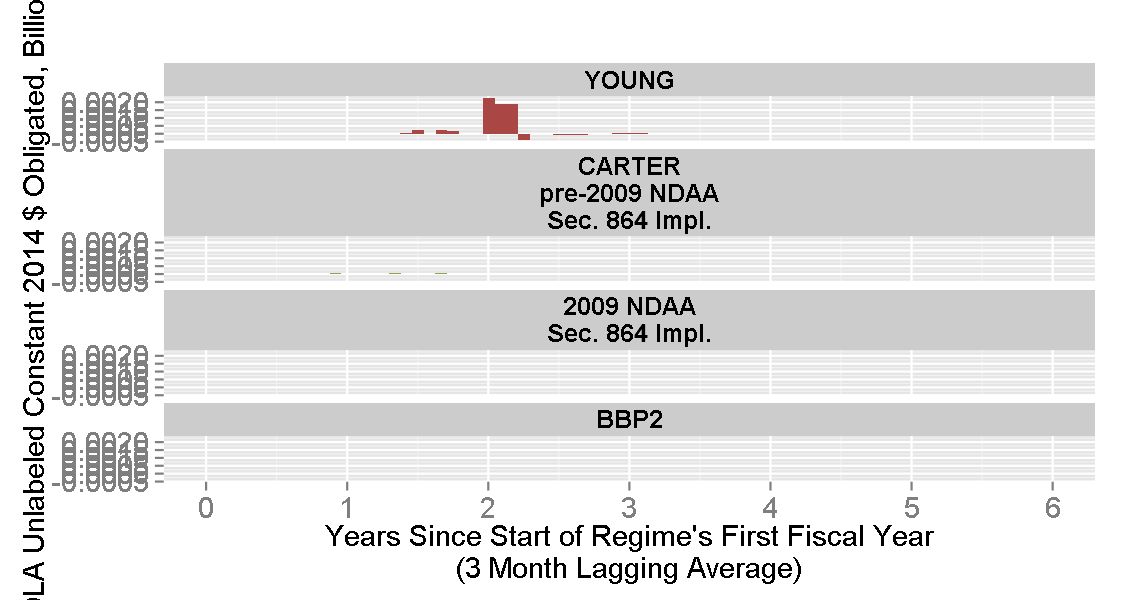 DLA Unlabeled Constant 2014 $ Obligated, Billio
YOUNG
0.0020
-0.0005
CARTER
pre-2009 NDAA
Sec. 864 Impl.
0.0020
-0.0005
2009 NDAA
Sec. 864 Impl.
0.0020
-0.0005
BBP2
0.0020
-0.0005
0 1 2 3 4 5 6
Years Since Start of Regime's First Fiscal Year
(3 Month Lagging Average)